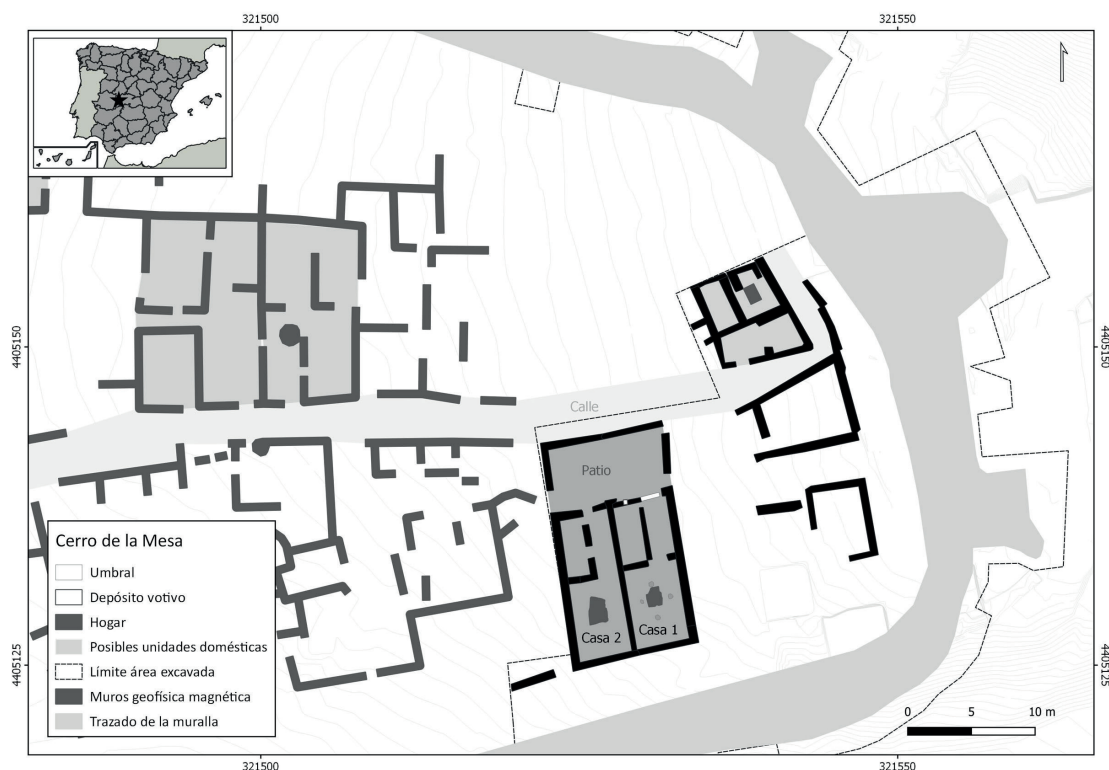 321500
321550
4405150
4405150
Calle
Patio
Cerro de la Mesa
Umbral
Depósito votivo
Hogar
Posibles unidades domésticas
Límite área excavada
Muros geofísica magnética
Trazado de la muralla
Casa 2
Casa 1
4405125
4405125
0 5 10 m
321500
321550